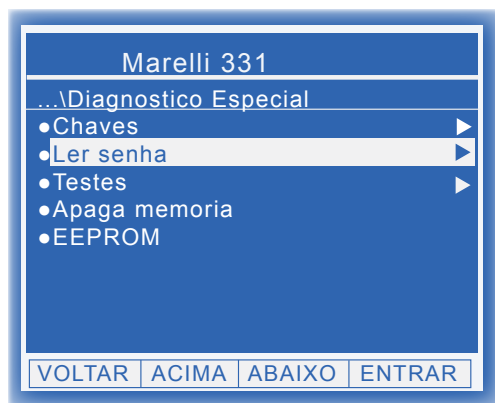 Marelli 331
...\Diagnostico Especial
●Chaves
●Ler senha
●Testes
●Apaga memoria
●EEPROM
VOLTAR ACIMA ABAIXO ENTRAR